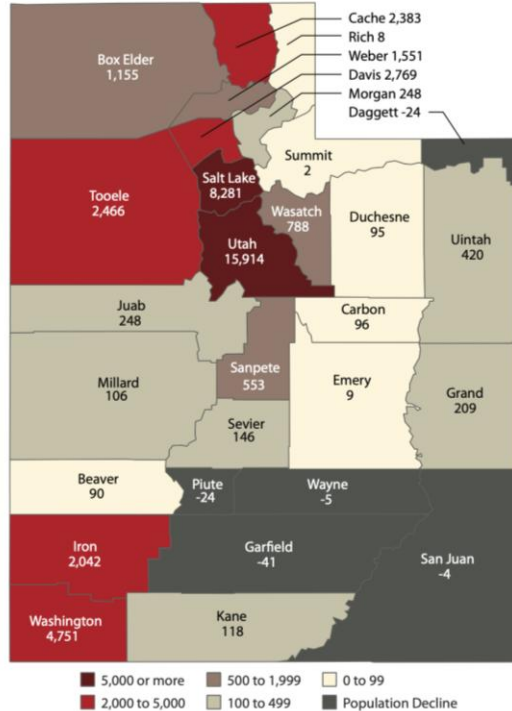 Cache 2,383
Rich 8
Weber 1,551
Davis 2,769
Morgan 248
Daggett -24
Box Elder
1,155
Summit
2
Tooele
2,466
Salt Lake
8,281
Wasatch
788
Duchesne
95
Uintah
420
Utah
15,914
Juab
248
Carbon
96
Sanpete
553
Millard
106
Emery
9
Grand
209
Sevier
146
Beaver
90
Piute
-24
Wayne
-5
Iron
2,042
Garfield
-41
San Juan
-4
Washington
4,751
Kane
118
5,000 or more
500 to 1,999
0 to 99
2,000 to 5,000
100 to 499
Population Decline